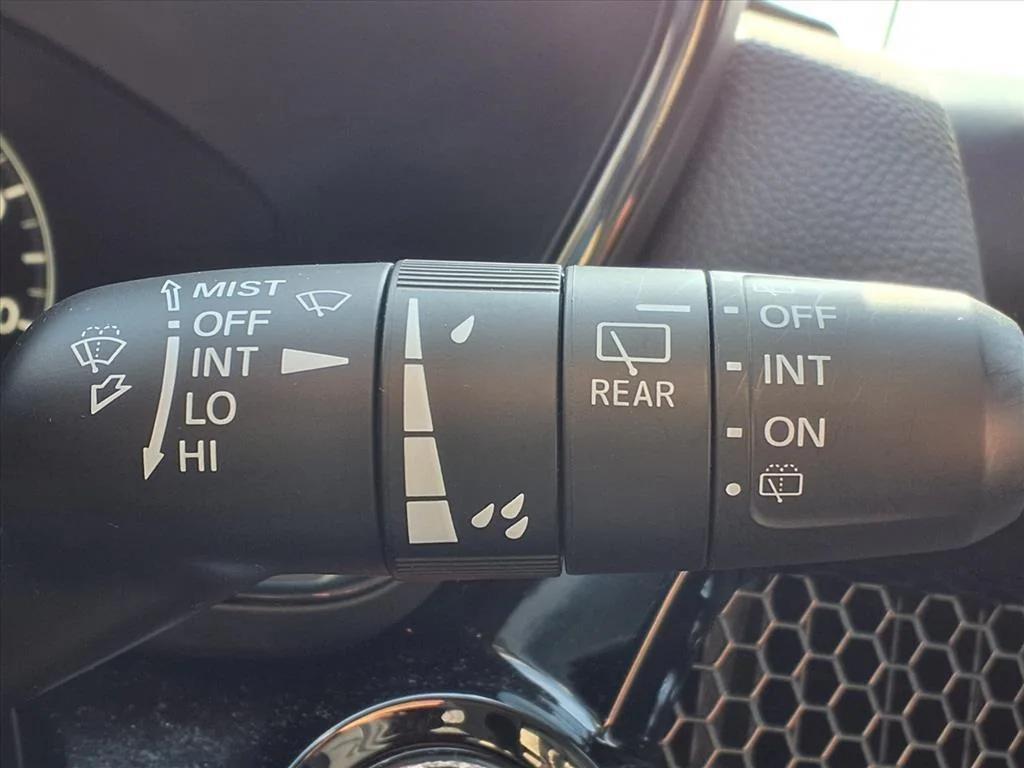 MIST
OFF
INT
LO
HI
REAR
OFF
INT
ON